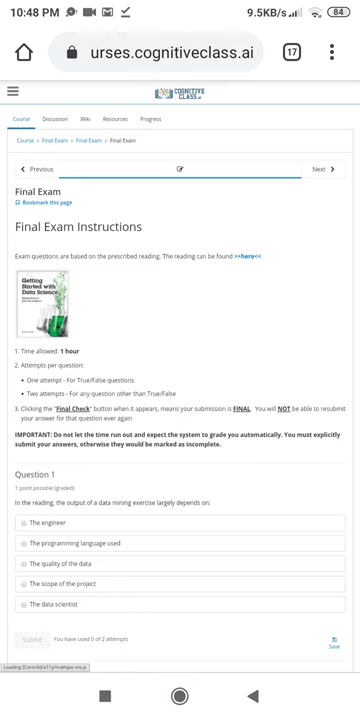 10:48 PM
9.5KB/s
84
urses.cognitiveclass.ai
17
COGNITIVE
CLASS.ai
Course Discussion Wiki Resources Progress
Course > Final Exam > Final Exam > Final Exam
Previous
Next
Final Exam
Bookmark this page
Final Exam Instructions
Exam questions are based on the prescribed reading. The reading can be found >>here<<
Getting
Started with
Data Science
1. Time allowed: 1 hour
2. Attempts per question:
• One attempt - For True/False questions
• Two attempts - For any question other than True/False
3. Clicking the "Final Check" button when it appears, means your submission is FINAL. You will NOT be able to resubmit
your answer for that question ever again
IMPORTANT: Do not let the time run out and expect the system to grade you automatically. You must explicitly
submit your answers, otherwise they would be marked as incomplete.
Question 1
1 point possible (graded)
In the reading, the output of a data mining exercise largely depends on:
The engineer
The programming language used
The quality of the data
The scope of the project
The data scientist
Submit
You have used 0 of 2 attempts
Save